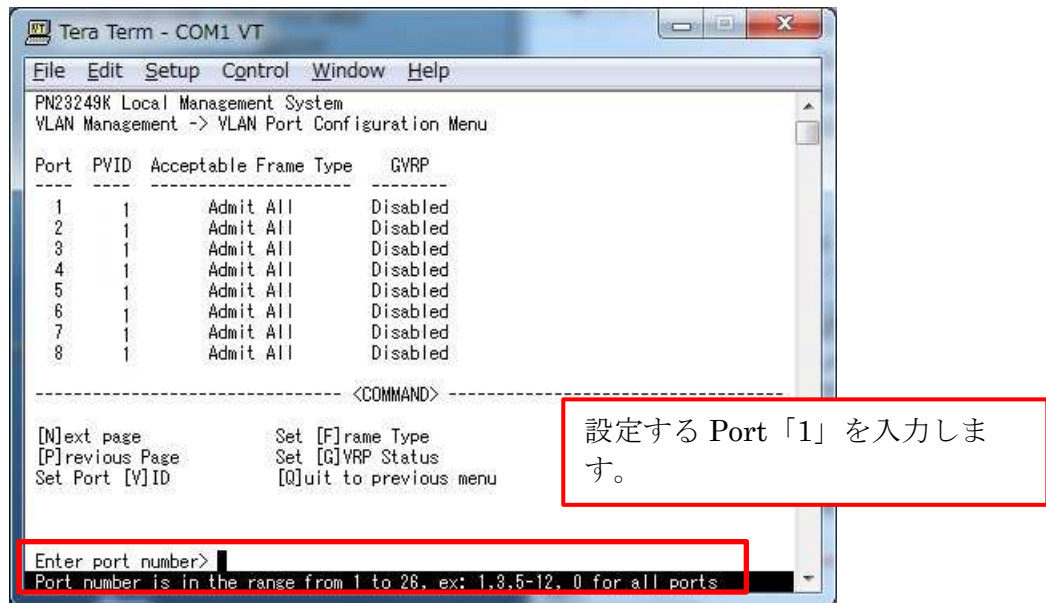 Tera Term - COM1 VT
File Edit Setup Control Window Help
PN23249K Local Management System
VLAN Management -> VLAN Port Configuration Menu
Port PVID Acceptable Frame Type GVRP
---- ---- ---------------------- --------
1 1 Admit All Disabled
2 1 Admit All Disabled
3 1 Admit All Disabled
4 1 Admit All Disabled
5 1 Admit All Disabled
6 1 Admit All Disabled
7 1 Admit All Disabled
8 1 Admit All Disabled
--------------------------------- <COMMAND> ------------------------------------
[N]ext page Set [F]rame Type
[P]revious Page Set [G]VRP Status
Set Port [V]ID [Q]uit to previous menu
設定する Port「1」を入力しま
す。
Enter port number>
Port number is in the range from 1 to 26, ex: 1,3,5-12, 0 for all ports